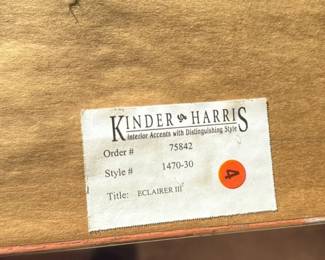 KINDER HARRIS
Interior Accents with Distinguishing Style
Order # 75842
Style # 1470-30
Title: ECLAIRER III
4